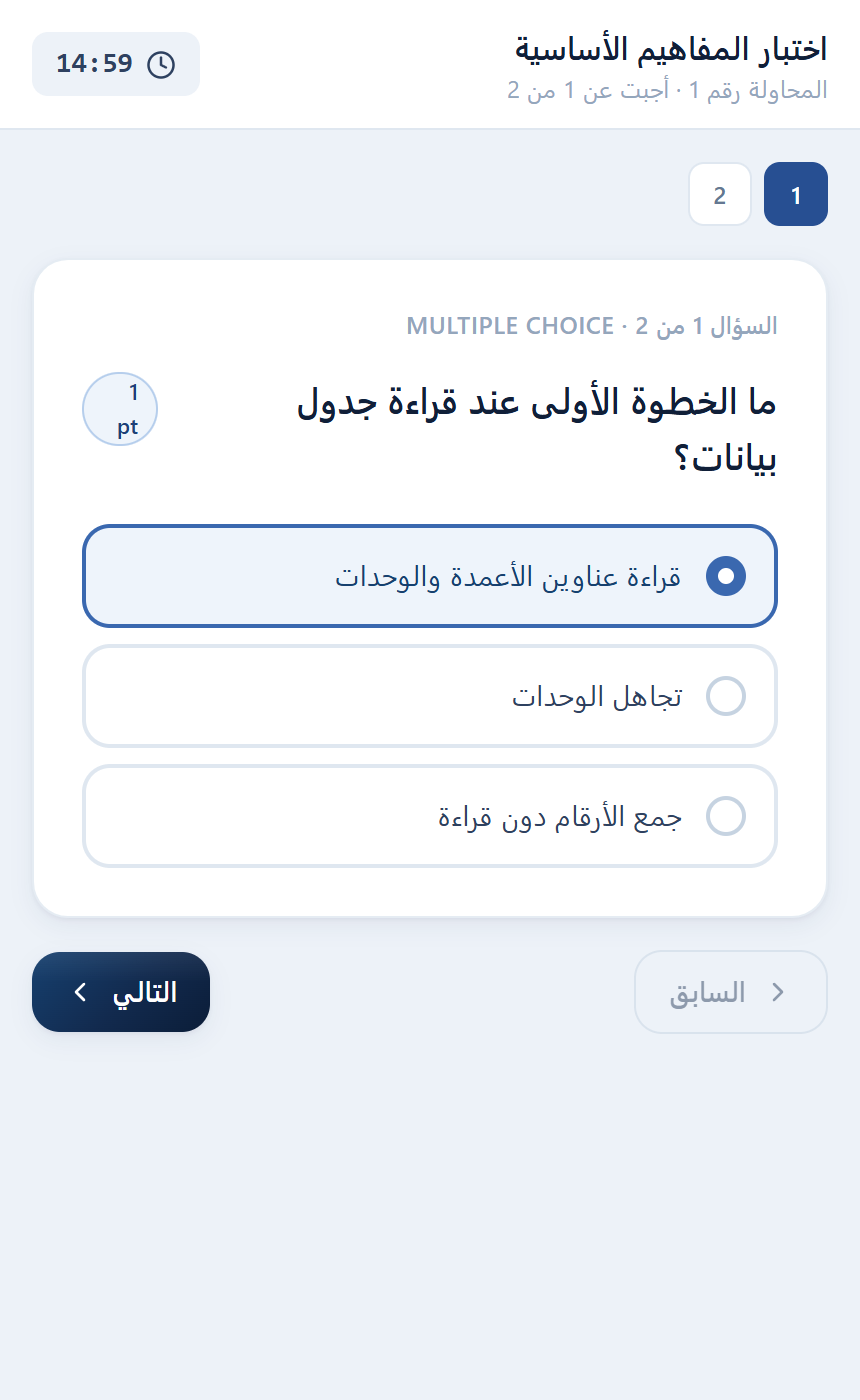 اختبار المفاهيم الأساسية
المحاولة رقم 1 · أجبت عن 1 من 2
14:59
1
2
السؤال 1 من 2 · MULTIPLE CHOICE
ما الخطوة الأولى عند قراءة جدول
بيانات؟
1
pt
قراءة عناوين الأعمدة والوحدات
تجاهل الوحدات
جمع الأرقام دون قراءة
السابق
التالي